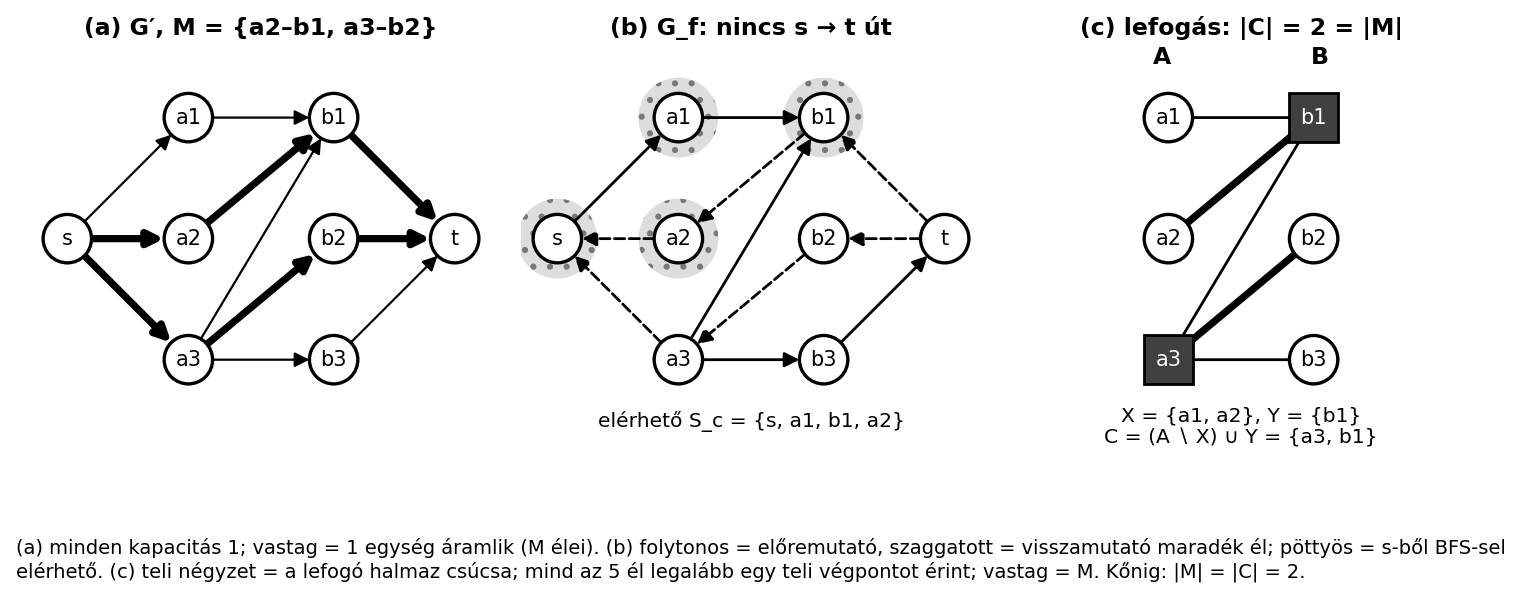 (a) G′, M = {a2–b1, a3–b2}
a1
b1
s
a2
b2
t
a3
b3
(b) G_f: nincs s → t út
a1
b1
s
a2
b2
t
a3
b3
elérhető S_c = {s, a1, b1, a2}
(c) lefogás: |C| = 2 = |M|
A B
a1
b1
a2
b2
a3
b3
X = {a1, a2}, Y = {b1}
C = (A \ X) ∪ Y = {a3, b1}
(a) minden kapacitás 1; vastag = 1 egység áramlik (M élei). (b) folytonos = előremutató, szaggatott = visszamutató maradék él; pöttyös = s-ből BFS-sel
elérhető. (c) teli négyzet = a lefogó halmaz csúcsa; mind az 5 él legalább egy teli végpontot érint; vastag = M. Kőnig: |M| = |C| = 2.